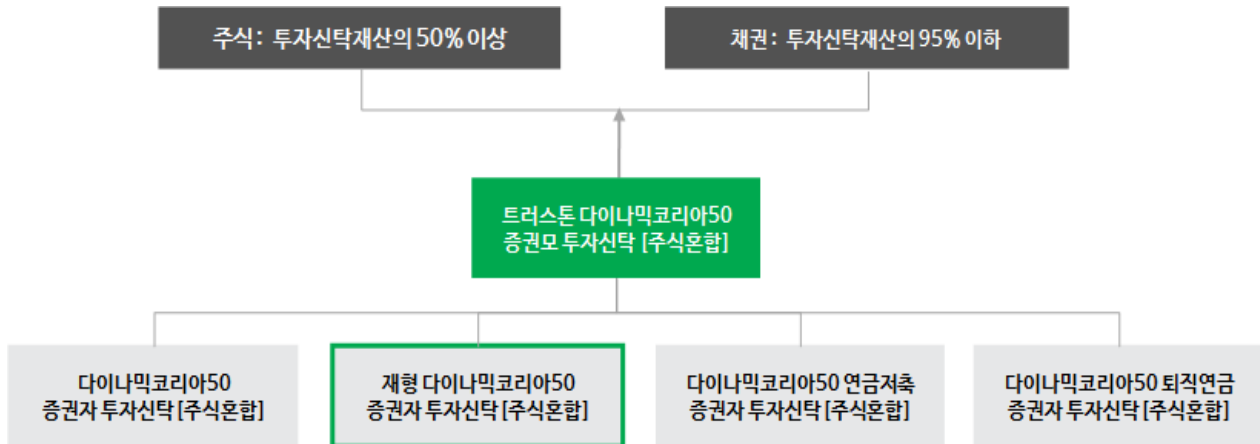 주식 : 투자신탁재산의 50% 이상
채권 : 투자신탁재산의 95% 이하
트러스톤 다이나믹코리아50
증권모 투자신탁 [주식혼합]
다이나믹코리아50
증권자 투자신탁 [주식혼합]
재형 다이나믹코리아50
증권자 투자신탁 [주식혼합]
다이나믹코리아50 연금저축
증권자 투자신탁 [주식혼합]
다이나믹코리아50 퇴직연금
증권자 투자신탁 [주식혼합]